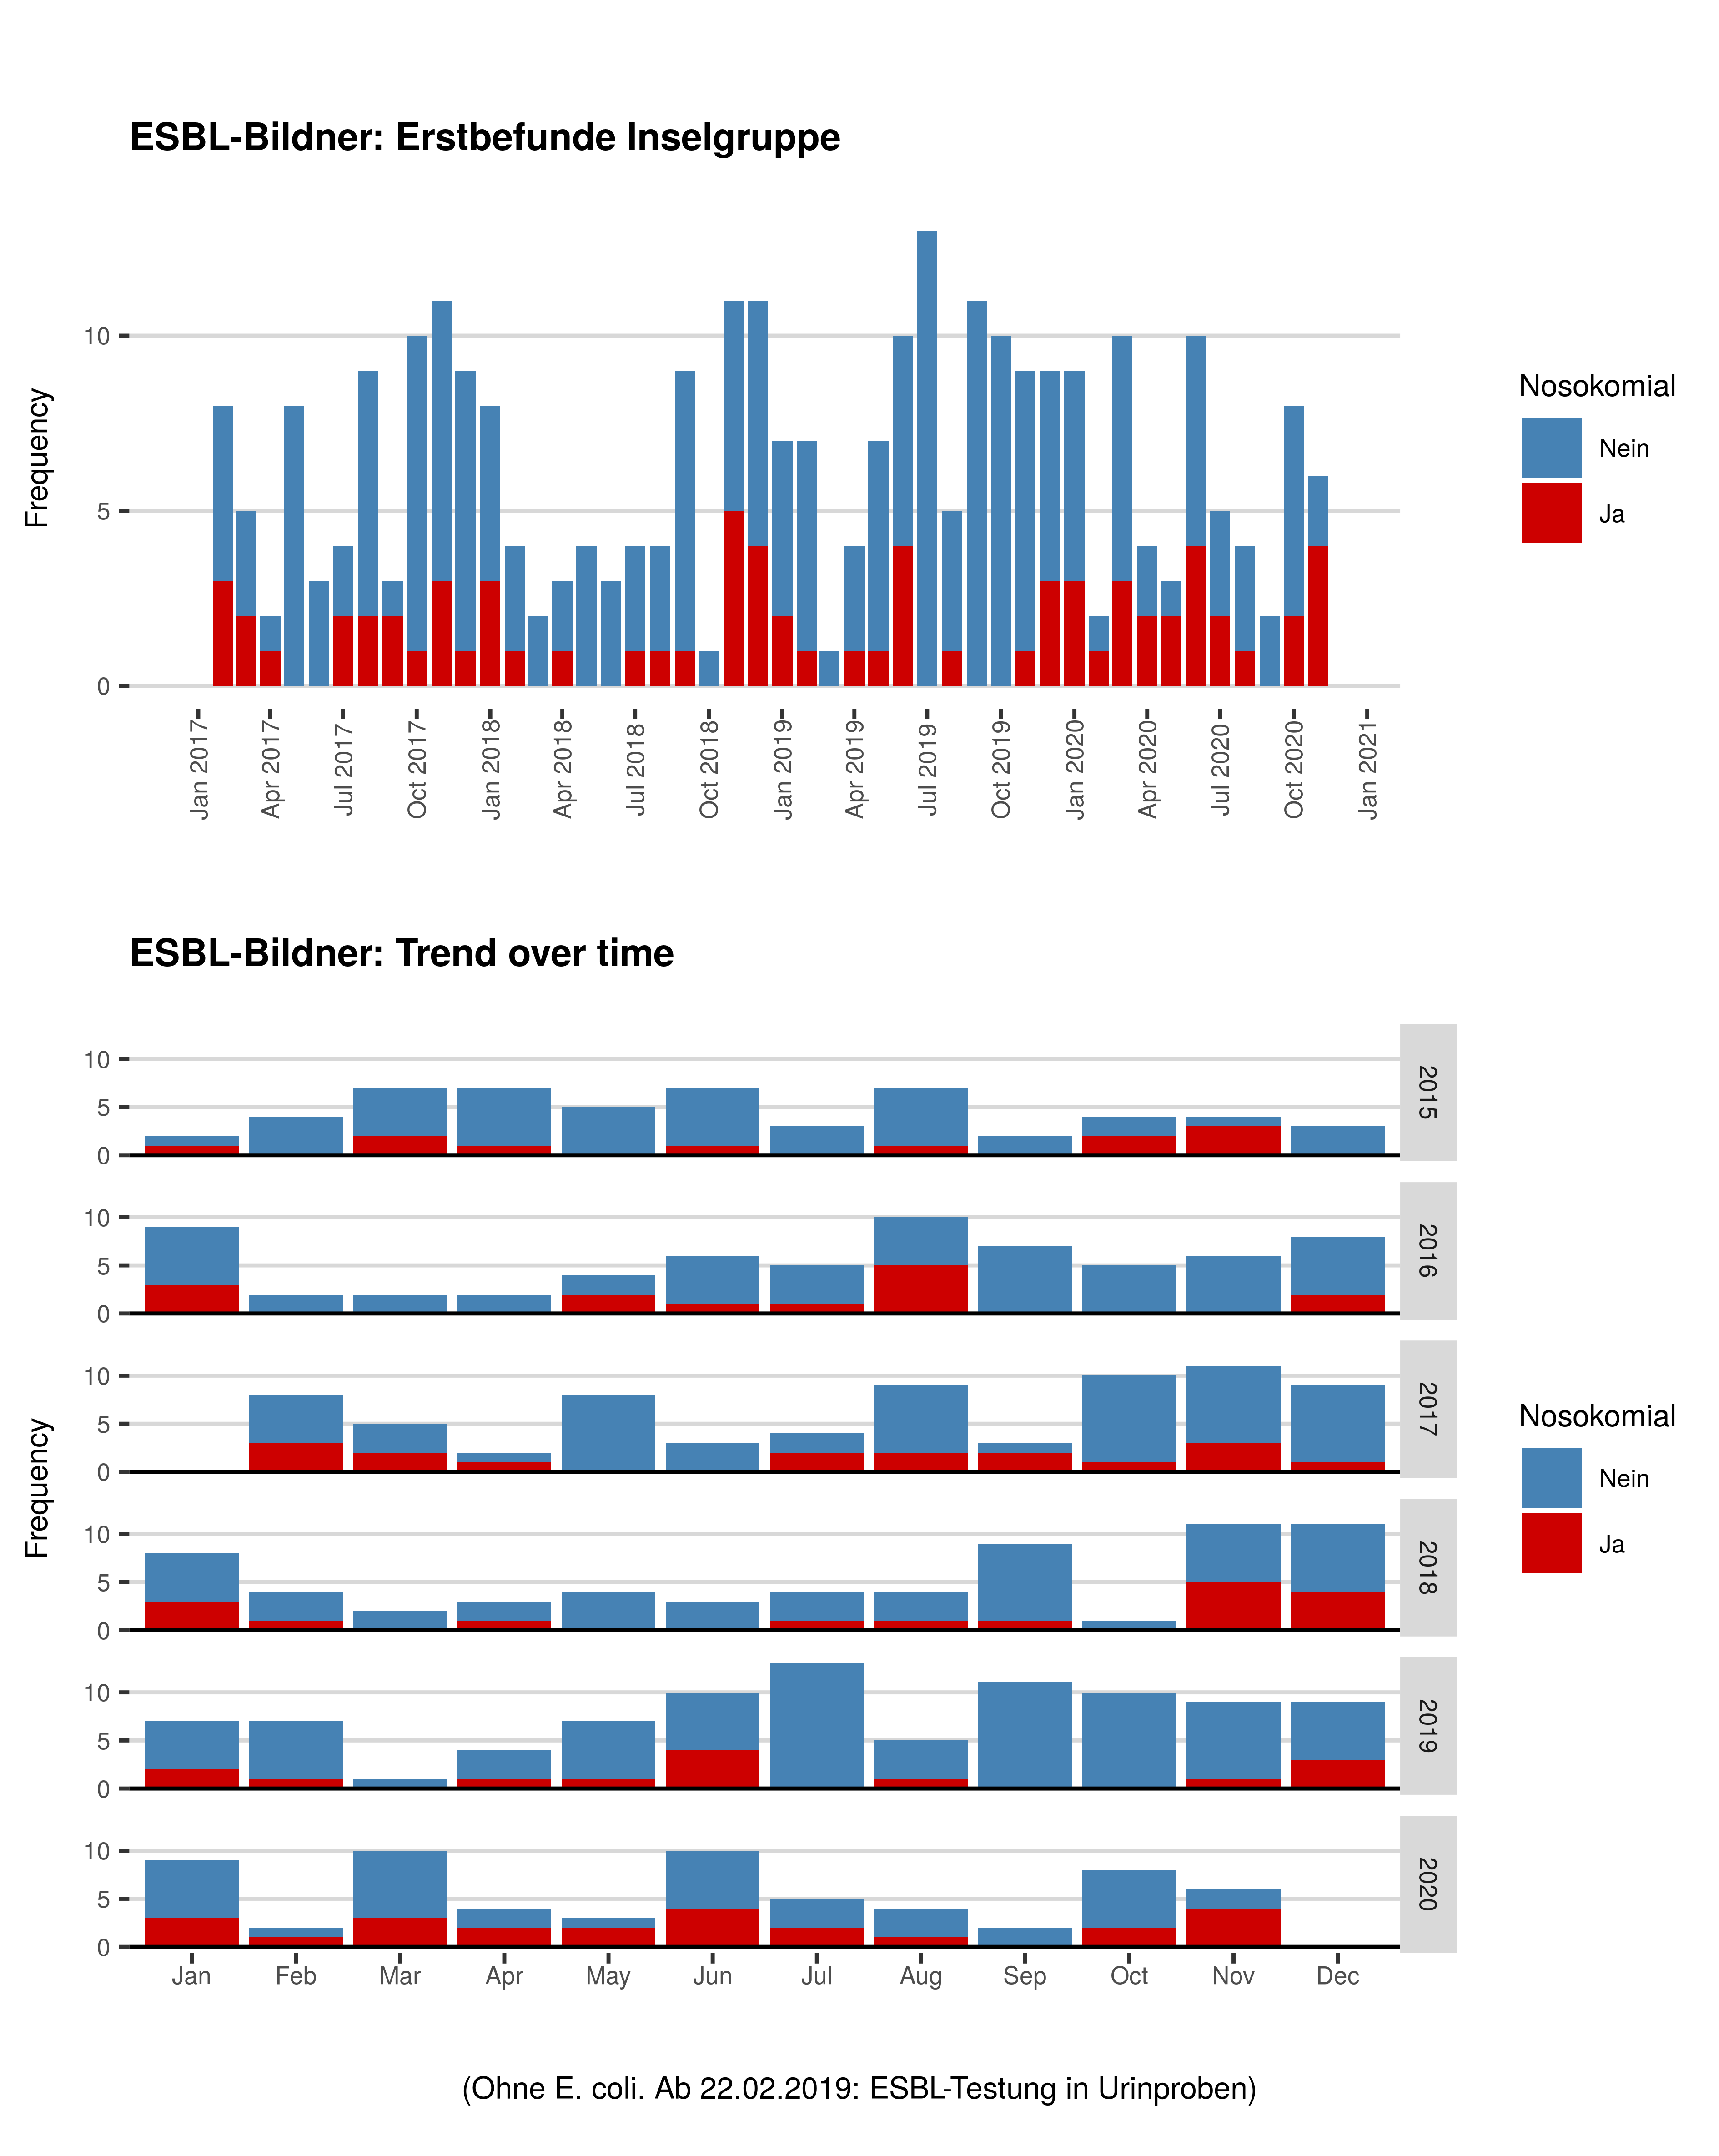 ESBL-Bildner: Erstbefunde Inselgruppe
Frequency
10
5
0
Jan 2017
Apr 2017
Jul 2017
Oct 2017
Jan 2018
Apr 2018
Jul 2018
Oct 2018
Jan 2019
Apr 2019
Jul 2019
Oct 2019
Jan 2020
Apr 2020
Jul 2020
Oct 2020
Jan 2021
Nosokomial
Nein
Ja
ESBL-Bildner: Trend over time
Frequency
10
5
0
2015
10
5
0
2016
10
5
0
2017
10
5
0
2018
10
5
0
2019
10
5
0
2020
Jan Feb Mar Apr May Jun Jul Aug Sep Oct Nov Dec
Nosokomial
Nein
Ja
(Ohne E. coli. Ab 22.02.2019: ESBL-Testung in Urinproben)